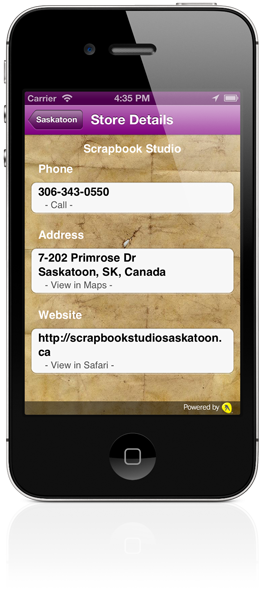 Carrier 4:35 PM
Saskatoon Store Details
Scrapbook Studio
Phone
306-343-0550
- Call -
Address
7-202 Primrose Dr
Saskatoon, SK, Canada
- View in Maps -
Website
http://scrapbookstudiosaskatoon.
ca
- View in Safari -
Powered by